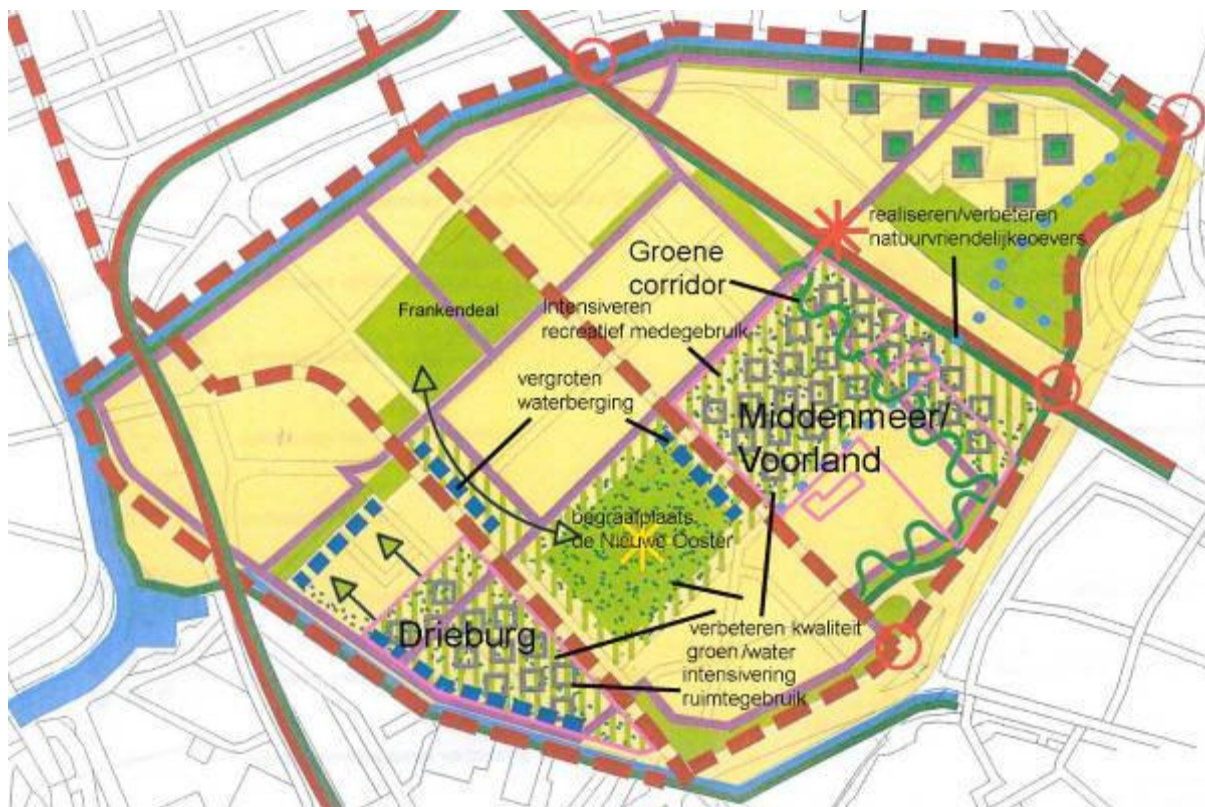 realiseren/verbeteren
natuurvriendelijkeoevers
Groene
corridor
Frankendeal
Intensiveren
recreatief medegebruik
vergroten
waterberging
Middenmeer/
Voorland
begraafplaats
de Nieuwe Ooster
Drieburg
verbeteren kwaliteit
groen/water
intensivering
ruimtegebruik